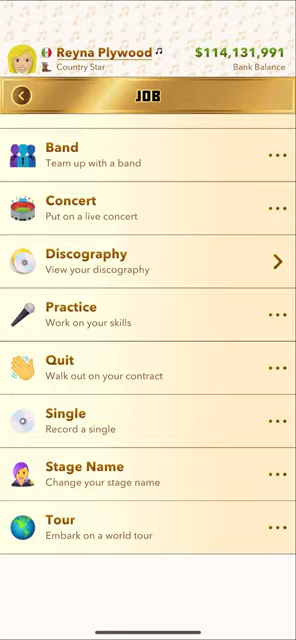 Reyna Plywood
$114,131,991
Country Star
Bank Balance
JOB
Band
Team up with a band
Concert
Put on a live concert
Discography
View your discography
Practice
Work on your skills
Quit
Walk out on your contract
Single
Record a single
Stage Name
Change your stage name
Tour
Embark on a world tour